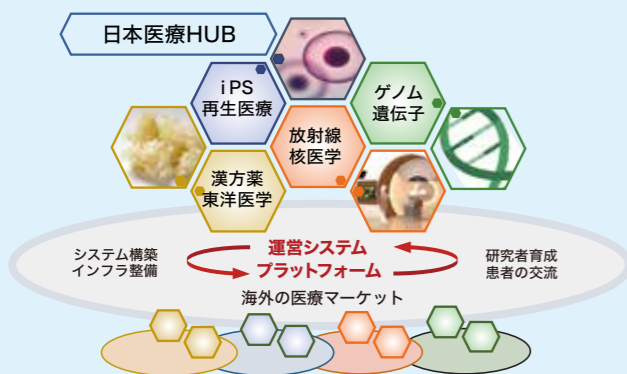 日本医療HUB
iPS
再生医療
ゲノム
遺伝子
放射線
核医学
漢方薬
東洋医学
システム構築
インフラ整備
運営システム
プラットフォーム
研究者育成
患者の交流
海外の医療マーケット